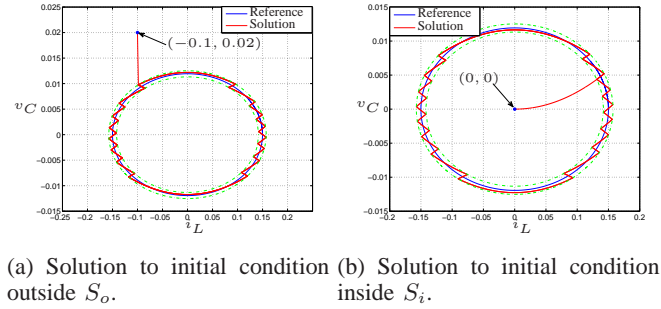 Reference
Solution
(−0.1, 0.02)
v_C
0.025
0.02
0.015
0.01
0.005
0
−0.005
−0.01
−0.015
−0.25 −0.2 −0.15 −0.1 −0.05 0 0.05 0.1 0.15 0.2
i_L
Reference
Solution
(0, 0)
v_C
0.015
0.01
0.005
0
−0.005
−0.01
−0.015
−0.2 −0.15 −0.1 −0.05 0 0.05 0.1 0.15 0.2
i_L
(a) Solution to initial condition
outside S_o.
(b) Solution to initial condition
inside S_i.